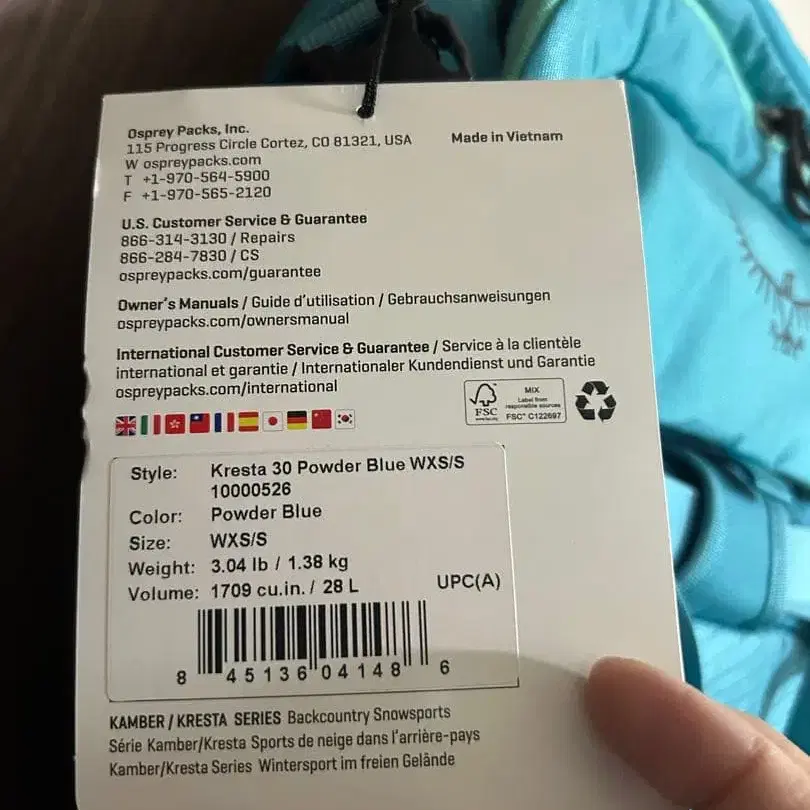 Osprey Packs, Inc.
115 Progress Circle Cortez, CO 81321, USA
Made in Vietnam
W ospreypacks.com
T +1-970-564-5900
F +1-970-565-2120
U.S. Customer Service & Guarantee
866-314-3130 / Repairs
866-284-7830 / CS
ospreypacks.com/guarantee
Owner's Manuals / Guide d'utilisation / Gebrauchsanweisungen
ospreypacks.com/ownersmanual
International Customer Service & Guarantee / Service à la clientèle
international et garantie / Internationaler Kundendienst und Garantie
ospreypacks.com/international
FSC
MIX
Label from
responsible sources
FSC® C122697
Style: Kresta 30 Powder Blue WXS/S
10000526
Color: Powder Blue
Size: WXS/S
Weight: 3.04 lb / 1.38 kg
Volume: 1709 cu.in. / 28 L
UPC(A)
8 45136 04148 6
KAMBER / KRESTA SERIES Backcountry Snowsports
Série Kamber/Kresta Sports de neige dans l'arrière-pays
Kamber/Kresta Series Wintersport im freien Gelände